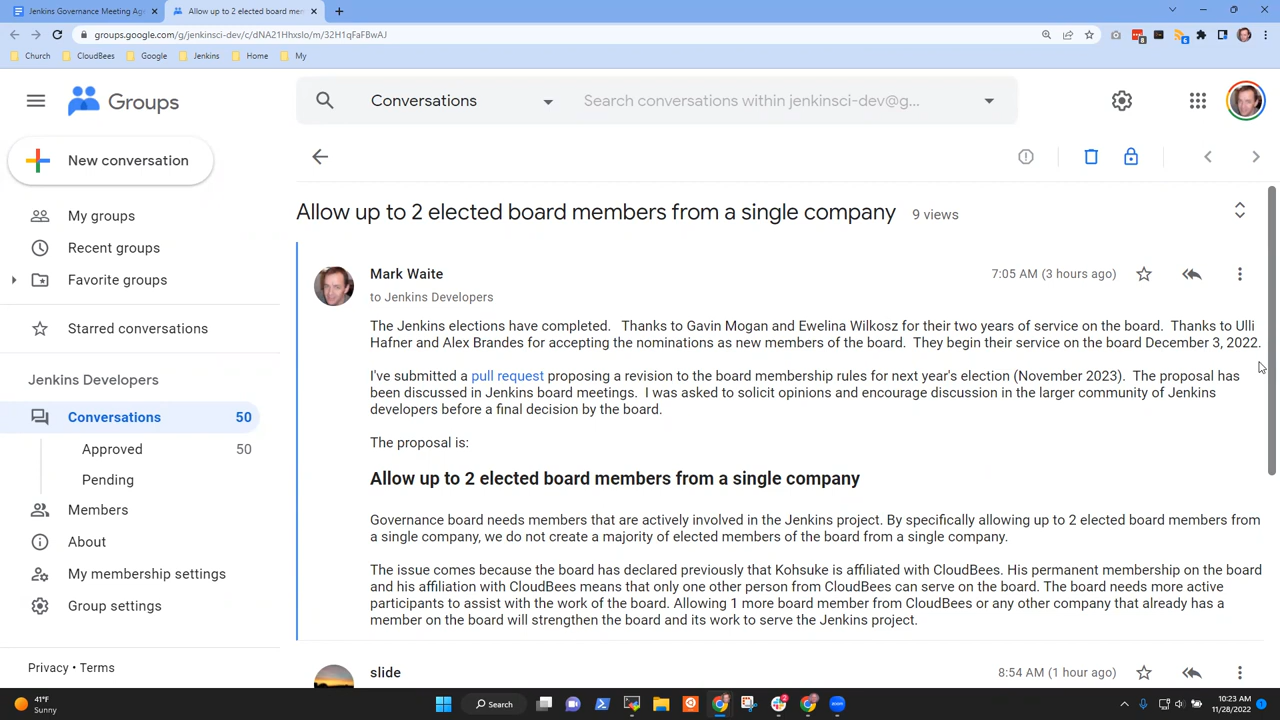 Jenkins Governance Meeting Age
Allow up to 2 elected board mem
groups.google.com/g/jenkinsci-dev/c/dNA21HhxsIo/m/32H1qFaFBwAJ
Church
CloudBees
Google
Jenkins
Home
My
Groups
Conversations
Search conversations within jenkinsci-dev@g...
New conversation
My groups
Recent groups
Favorite groups
Starred conversations
Jenkins Developers
Conversations 50
Approved 50
Pending
Members
About
My membership settings
Group settings
Privacy • Terms
Allow up to 2 elected board members from a single company 9 views
Mark Waite 7:05 AM (3 hours ago)
to Jenkins Developers
The Jenkins elections have completed. Thanks to Gavin Mogan and Ewelina Wilkosz for their two years of service on the board. Thanks to Ulli
Hafner and Alex Brandes for accepting the nominations as new members of the board. They begin their service on the board December 3, 2022.
I've submitted a pull request proposing a revision to the board membership rules for next year's election (November 2023). The proposal has
been discussed in Jenkins board meetings. I was asked to solicit opinions and encourage discussion in the larger community of Jenkins
developers before a final decision by the board.
The proposal is:
Allow up to 2 elected board members from a single company
Governance board needs members that are actively involved in the Jenkins project. By specifically allowing up to 2 elected board members from
a single company, we do not create a majority of elected members of the board from a single company.
The issue comes because the board has declared previously that Kohsuke is affiliated with CloudBees. His permanent membership on the board
and his affiliation with CloudBees means that only one other person from CloudBees can serve on the board. The board needs more active
participants to assist with the work of the board. Allowing 1 more board member from CloudBees or any other company that already has a
member on the board will strengthen the board and its work to serve the Jenkins project.
slide 8:54 AM (1 hour ago)
41°F
Sunny
Search
10:23 AM
11/28/2022